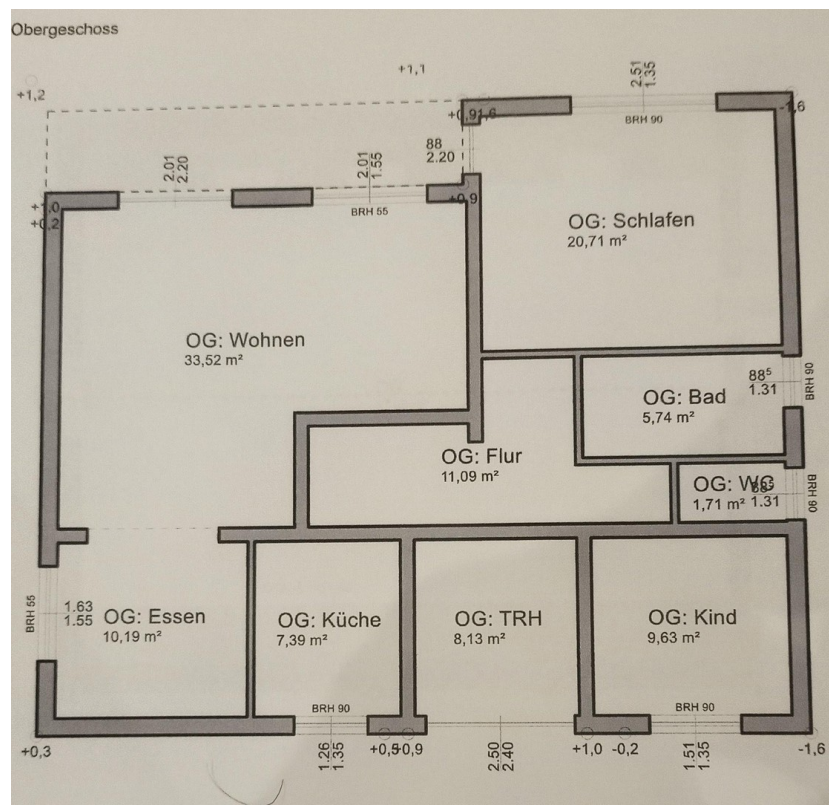 Obergeschoss
+1,1
+1,2
2.51
1.35
+0,9
1,6
-1,6
BRH 90
88
2.20
2.01
2.20
2.01
1.55
BRH 55
+1,0
+0,2
+0,9
OG: Schlafen
20,71 m²
OG: Wohnen
33,52 m²
88⁵
1.31
BRH 90
OG: Bad
5,74 m²
OG: Flur
11,09 m²
OG: WC
1,71 m²
88⁵
1.31
BRH 90
BRH 55
1.63
1.55
OG: Essen
10,19 m²
OG: Küche
7,39 m²
OG: TRH
8,13 m²
OG: Kind
9,63 m²
BRH 90
BRH 90
+0,3
1.26
1.35
+0,5
+0,9
2.50
2.40
+1,0
-0,2
1.51
1.35
-1,6